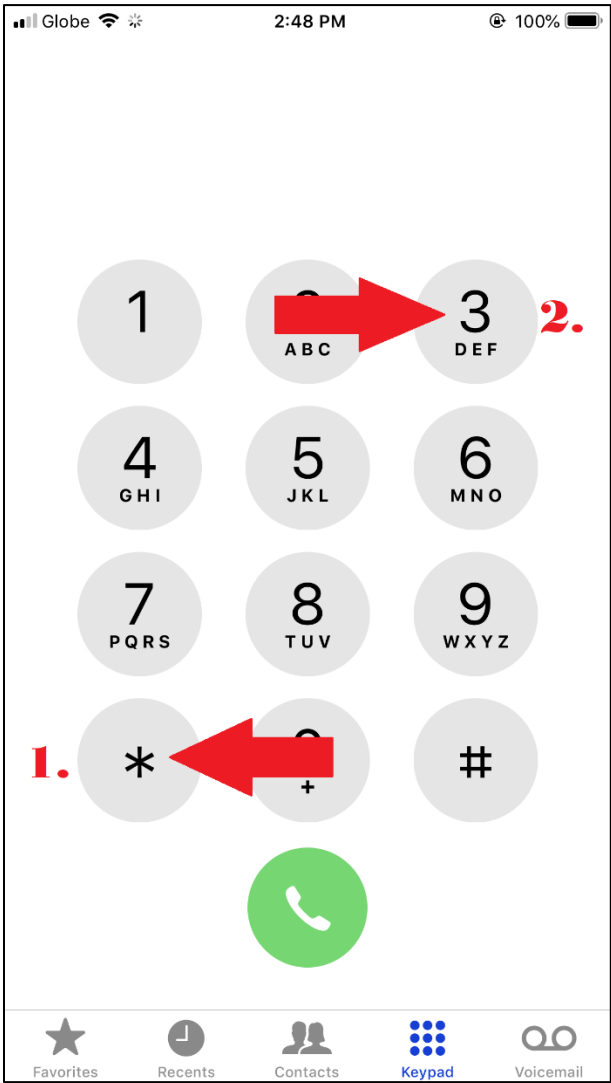 Globe 2:48 PM 100%
1 3 2.
ABC DEF
4 5 6
GHI JKL MNO
7 8 9
PQRS TUV WXYZ
1. * #
+
Favorites Recents Contacts Keypad Voicemail